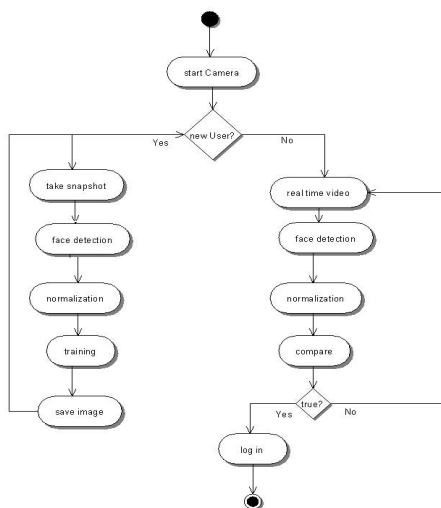 start Camera
new User?
Yes
No
take snapshot
real time video
face detection
face detection
normalization
normalization
training
compare
true?
Yes
No
save image
log in